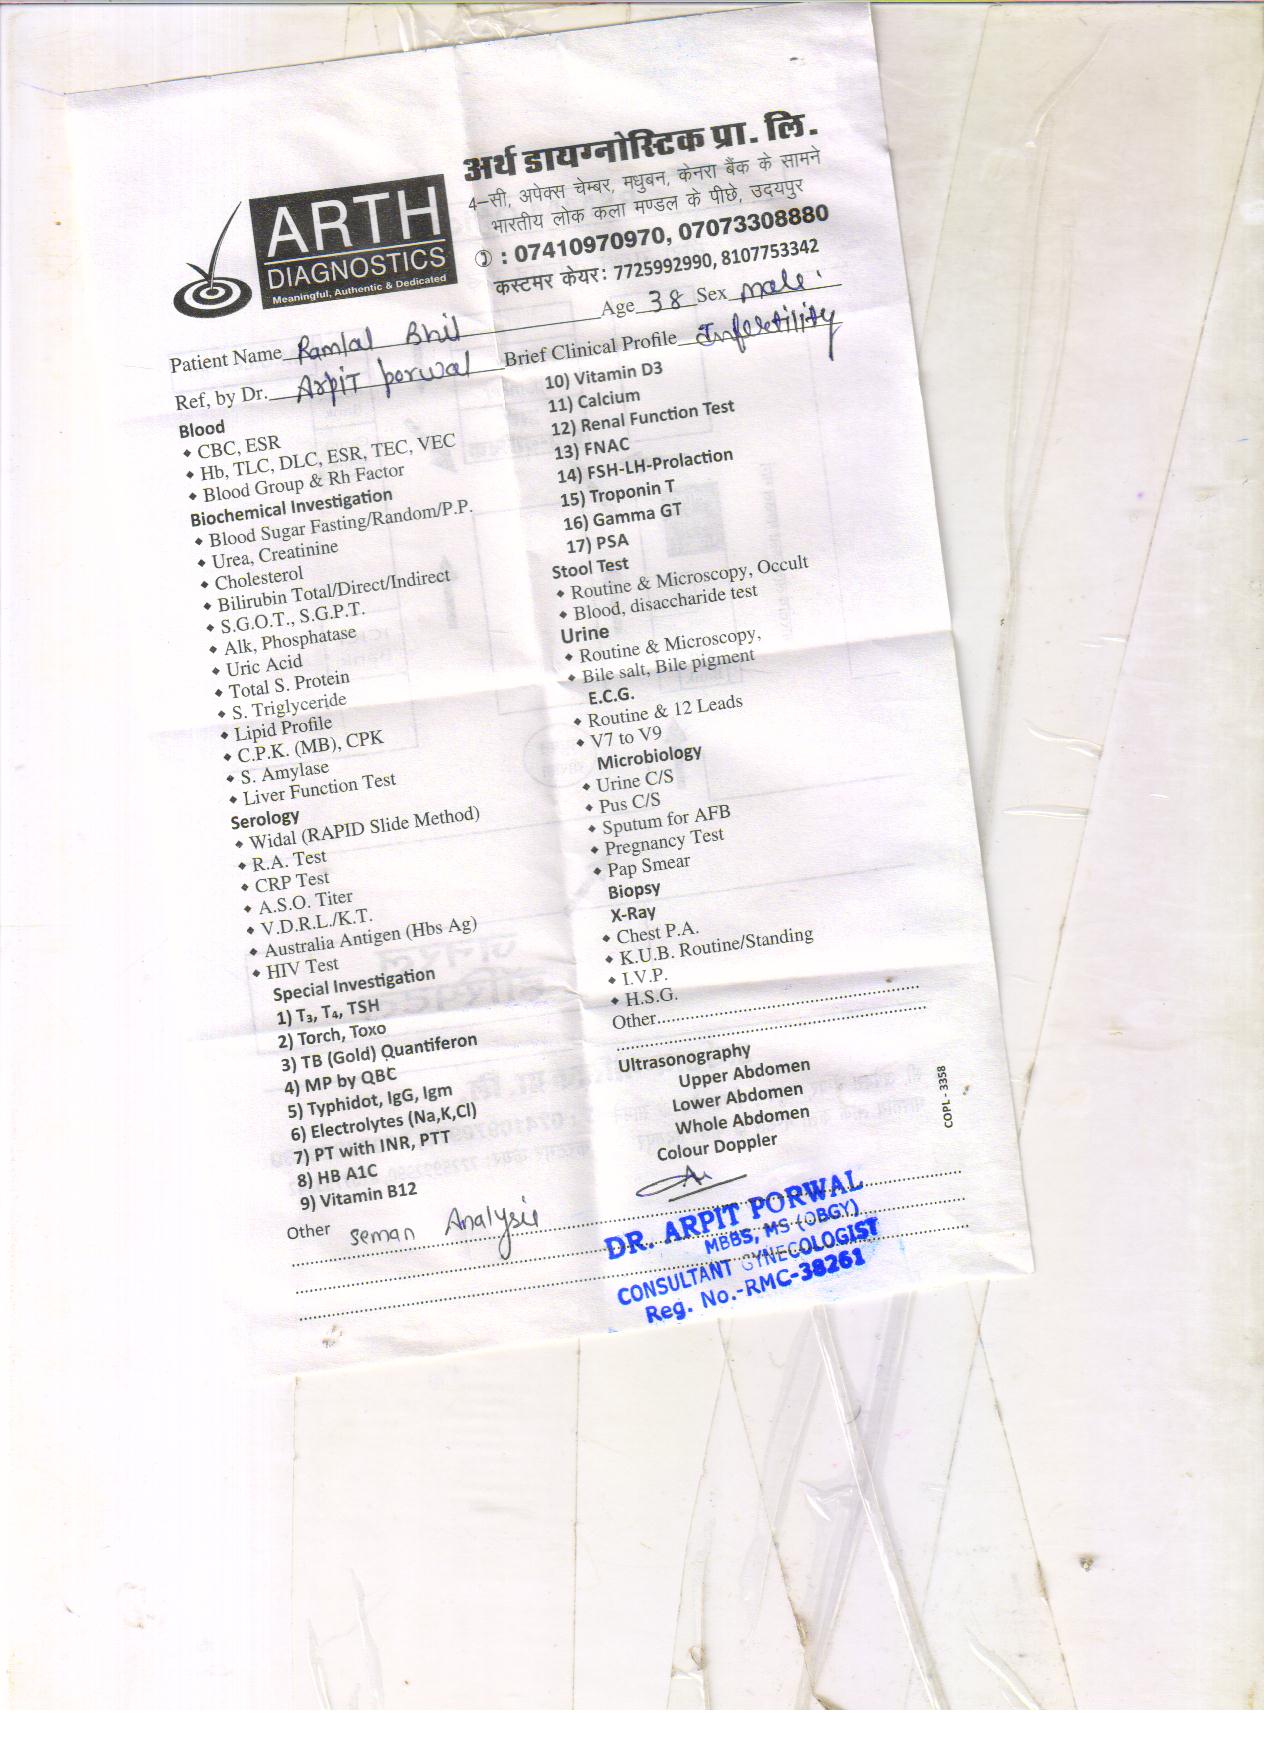 अर्थ डायग्नोस्टिक प्रा. लि.
4-सी, अपेक्स चेम्बर, मधुबन, केनरा बैंक के सामने
भारतीय लोक कला मण्डल के पीछे, उदयपुर
: 07410970970, 07073308880
कस्टमर केयर: 7725992990, 8107753342
ARTH
DIAGNOSTICS
Meaningful, Authentic & Dedicated
Patient Name Ramlal Bhil Age 38 Sex male
Ref, by Dr. Arpit porwal Brief Clinical Profile Infertility
Blood
• CBC, ESR
• Hb, TLC, DLC, ESR, TEC, VEC
• Blood Group & Rh Factor
Biochemical Investigation
• Blood Sugar Fasting/Random/P.P.
• Urea, Creatinine
• Cholesterol
• Bilirubin Total/Direct/Indirect
• S.G.O.T., S.G.P.T.
• Alk, Phosphatase
• Uric Acid
• Total S. Protein
• S. Triglyceride
• Lipid Profile
• C.P.K. (MB), CPK
• S. Amylase
• Liver Function Test
Serology
• Widal (RAPID Slide Method)
• R.A. Test
• CRP Test
• A.S.O. Titer
• V.D.R.L./K.T.
• Australia Antigen (Hbs Ag)
• HIV Test
Special Investigation
1) T₃, T₄, TSH
2) Torch, Toxo
3) TB (Gold) Quantiferon
4) MP by QBC
5) Typhidot, IgG, Igm
6) Electrolytes (Na,K,Cl)
7) PT with INR, PTT
8) HB A1C
9) Vitamin B12
Other seman Analysis
10) Vitamin D3
11) Calcium
12) Renal Function Test
13) FNAC
14) FSH-LH-Prolaction
15) Troponin T
16) Gamma GT
17) PSA
Stool Test
• Routine & Microscopy, Occult
• Blood, disaccharide test
Urine
• Routine & Microscopy,
• Bile salt, Bile pigment
E.C.G.
• Routine & 12 Leads
• V7 to V9
Microbiology
• Urine C/S
• Pus C/S
• Sputum for AFB
• Pregnancy Test
• Pap Smear
Biopsy
X-Ray
• Chest P.A.
• K.U.B. Routine/Standing
• I.V.P.
• H.S.G.
Other
Ultrasonography
Upper Abdomen
Lower Abdomen
Whole Abdomen
Colour Doppler
COPL - 3358
DR. ARPIT PORWAL
MBBS, MS (OBGY)
CONSULTANT GYNECOLOGIST
Reg. No.-RMC-38261